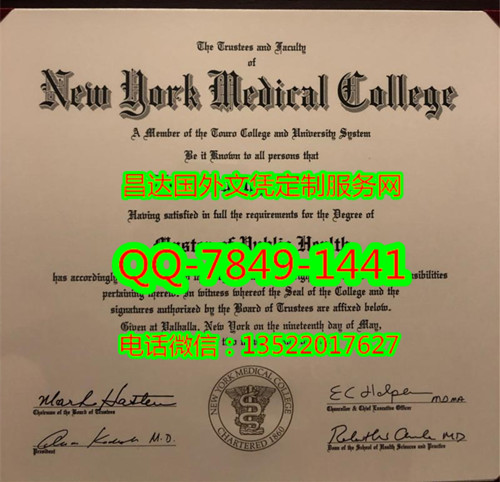 The Trustees and Faculty
of
New York Medical College
A Member of the Touro College and University System
Be it Known to all persons that
昌达国外文凭定制服务网
Having satisfied in full the requirements for the Degree of
Master of Public Health
QQ-7849-1441
has accordingly
pertaining thereto. In witness whereof the Seal of the College and the
signatures authorized by the Board of Trustees are affixed below.
Given at Valhalla, New York on the nineteenth day of May,
电话微信：13522017627
NEW YORK MEDICAL COLLEGE
CHARTERED 1860
M.D. MBA
Chairman of the Board of Trustees
Chancellor & Chief Executive Officer
M.D.
MD
President
Dean of the School of Health Sciences and Practice